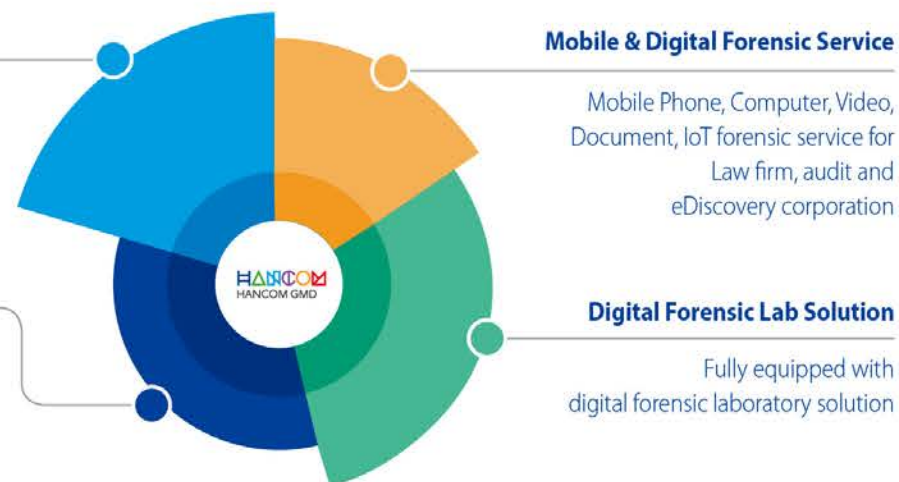 Mobile & Digital Forensic Service
Mobile Phone, Computer, Video,
Document, IoT forensic service for
Law firm, audit and
eDiscovery corporation
HANCOM
HANCOM GMD
Digital Forensic Lab Solution
Fully equipped with
digital forensic laboratory solution